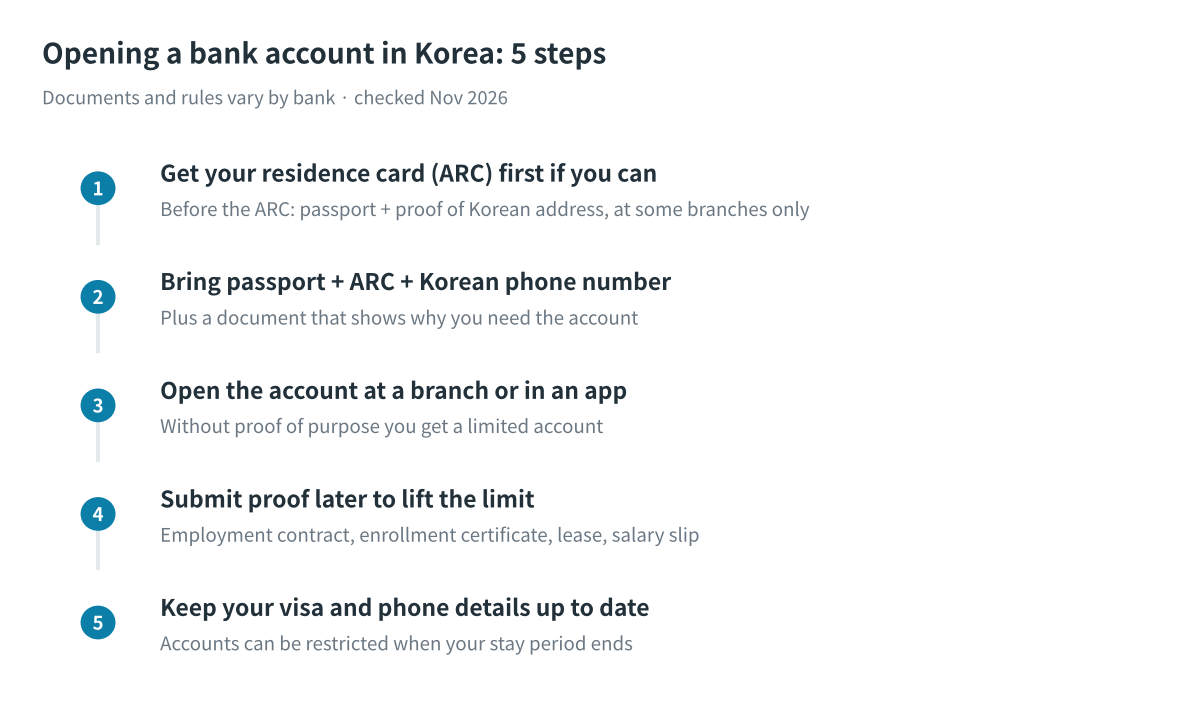 Opening a bank account in Korea: 5 steps
Documents and rules vary by bank · checked Nov 2026
1
Get your residence card (ARC) first if you can
Before the ARC: passport + proof of Korean address, at some branches only
2
Bring passport + ARC + Korean phone number
Plus a document that shows why you need the account
3
Open the account at a branch or in an app
Without proof of purpose you get a limited account
4
Submit proof later to lift the limit
Employment contract, enrollment certificate, lease, salary slip
5
Keep your visa and phone details up to date
Accounts can be restricted when your stay period ends